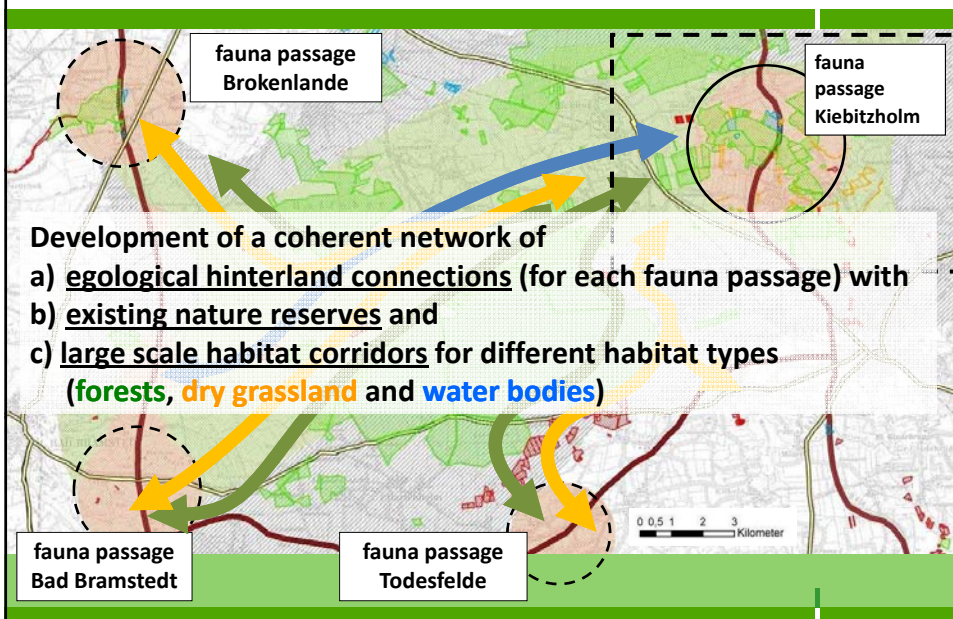 fauna passage
Brokenlande
fauna
passage
Kiebitzholm
Development of a coherent network of
a) egological hinterland connections (for each fauna passage) with
b) existing nature reserves and
c) large scale habitat corridors for different habitat types
(forests, dry grassland and water bodies)
0 0,5 1 2 3
Kilometer
fauna passage
Bad Bramstedt
fauna passage
Todesfelde